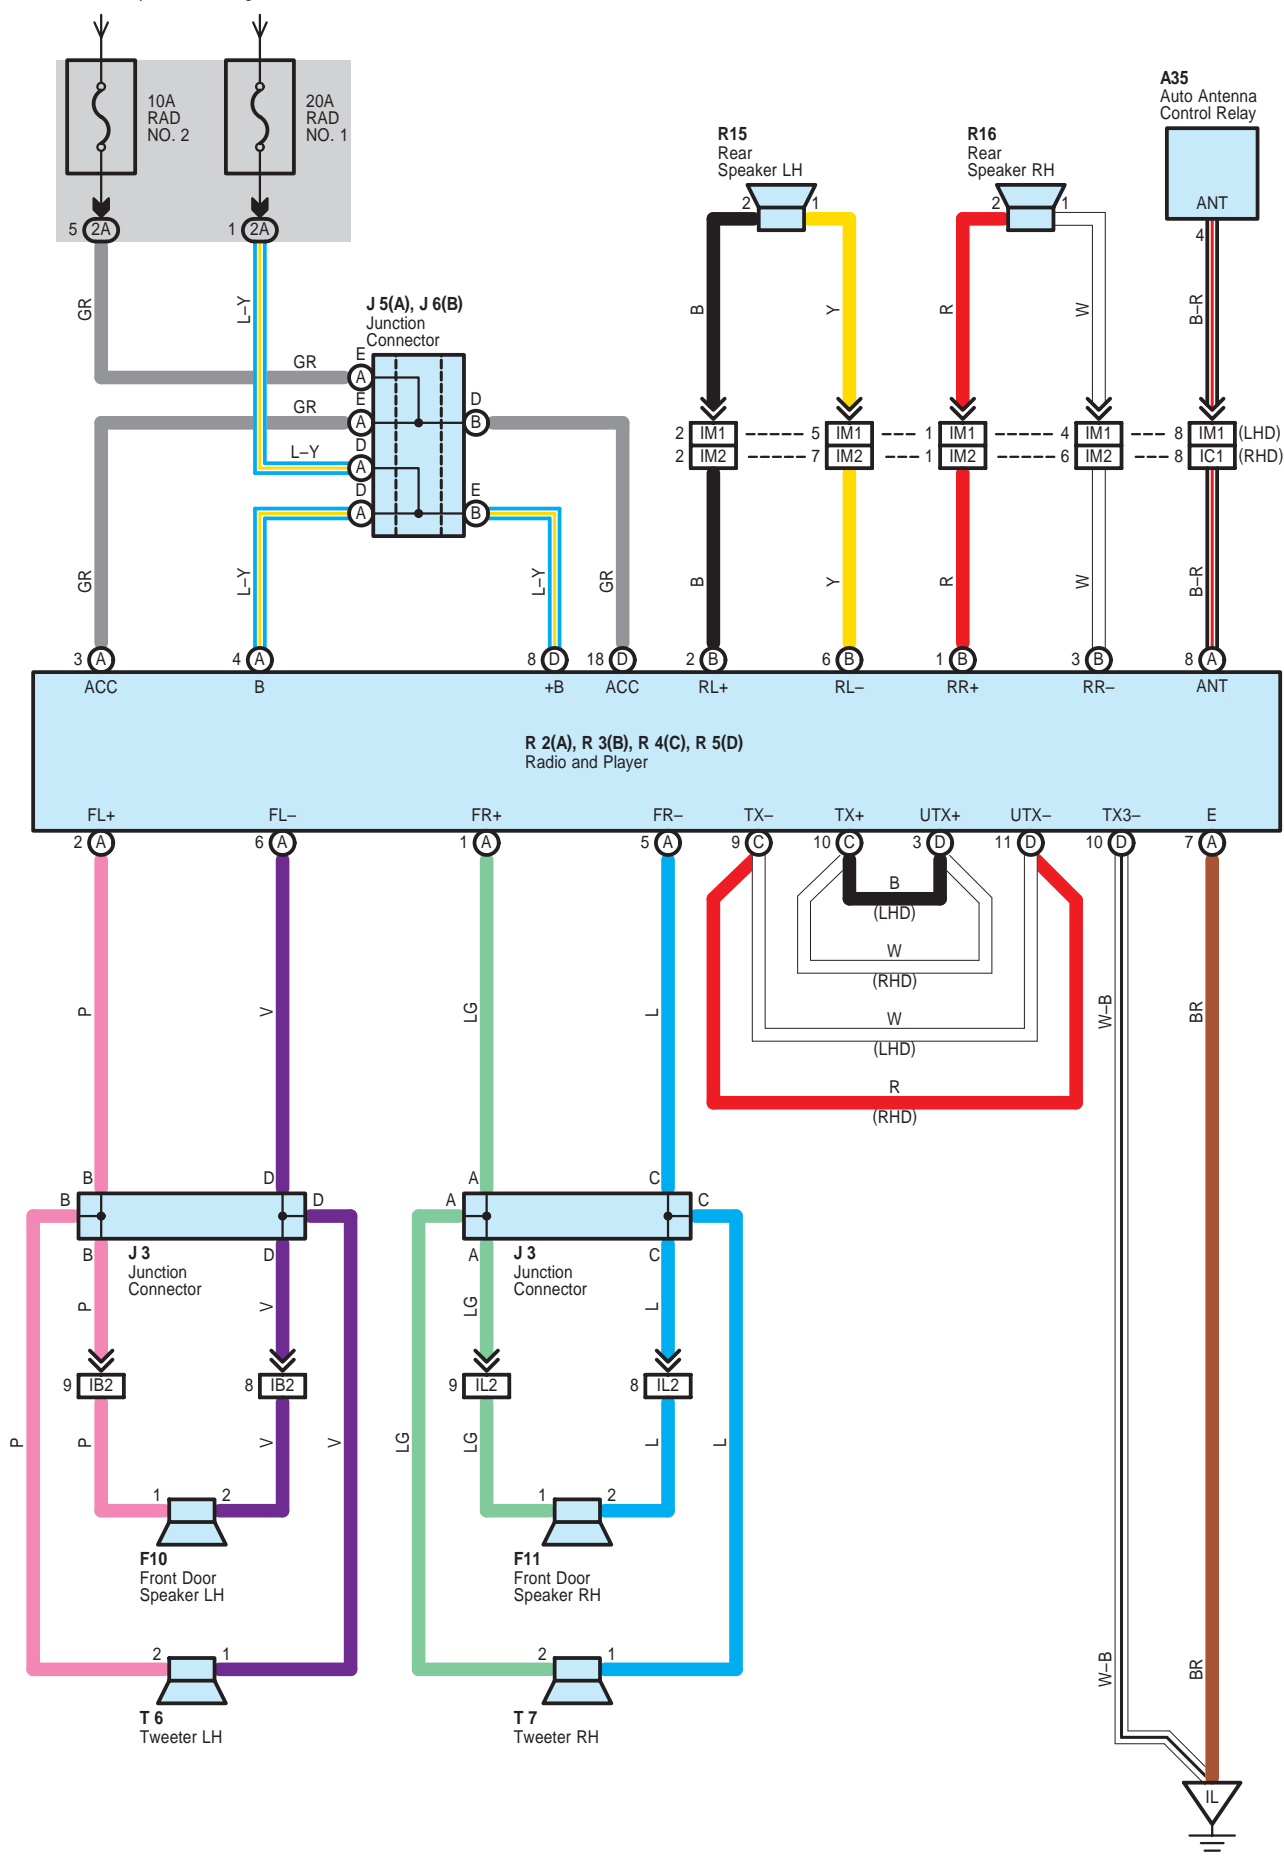 10A
RAD
NO. 2
20A
RAD
NO. 1
5 2A
1 2A
A35
Auto Antenna
Control Relay
ANT
4
R15
Rear
Speaker LH
2 1
R16
Rear
Speaker RH
2 1
GR
L–Y
J 5(A), J 6(B)
Junction
Connector
B
Y
R
W
B–R
GR
E
A
GR
E
A
D
B
L–Y
D
A
D
A
E
B
2 IM1
5 IM1
1 IM1
4 IM1
8 IM1 (LHD)
2 IM2
7 IM2
1 IM2
6 IM2
8 IC1 (RHD)
GR
L–Y
L–Y
GR
B
Y
R
W
B–R
3 A
4 A
8 D
18 D
2 B
6 B
1 B
3 B
8 A
ACC
B
+B
ACC
RL+
RL–
RR+
RR–
ANT
R 2(A), R 3(B), R 4(C), R 5(D)
Radio and Player
FL+
FL–
FR+
FR–
TX–
TX+
UTX+
UTX–
TX3–
E
2 A
6 A
1 A
5 A
9 C
10 C
3 D
11 D
10 D
7 A
B
(LHD)
W
(RHD)
W
(LHD)
R
(RHD)
P
V
LG
L
W–B
BR
B
D
A
C
B
D
A
C
B
D
A
C
J 3
Junction
Connector
J 3
Junction
Connector
P
V
LG
L
9 IB2
8 IB2
9 IL2
8 IL2
P
P
V
V
LG
LG
L
L
1 2
1 2
F10
Front Door
Speaker LH
F11
Front Door
Speaker RH
2 1
2 1
T 6
Tweeter LH
T 7
Tweeter RH
W–B
BR
IL